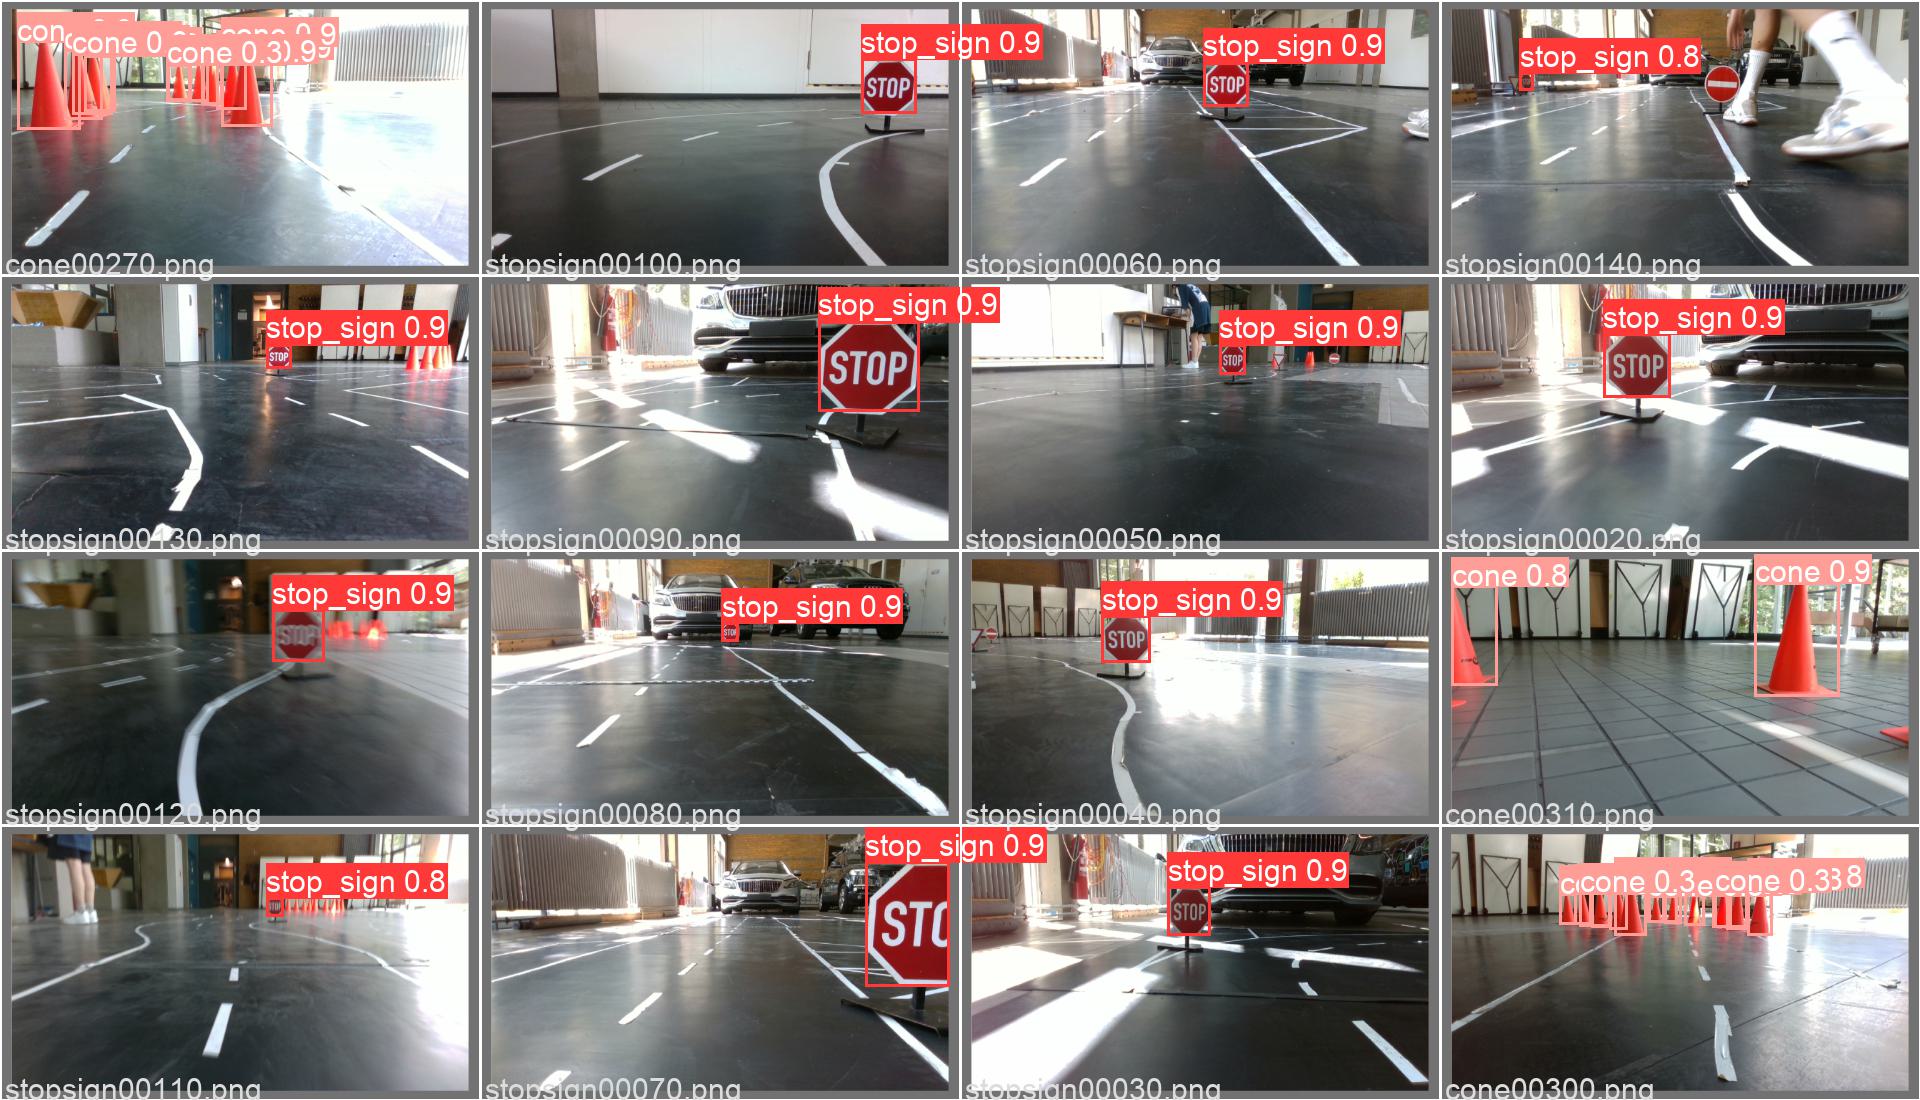 cone 0.3
cone00270.png
stop_sign 0.9
STOP
stopsign00100.png
stop_sign 0.9
STOP
stopsign00060.png
stop_sign 0.8
stopsign00140.png
stop_sign 0.9
STOP
stopsign00130.png
stop_sign 0.9
STOP
stopsign00090.png
stop_sign 0.9
STOP
stopsign00050.png
stop_sign 0.9
STOP
stopsign00020.png
stop_sign 0.9
STOP
stopsign00120.png
stop_sign 0.9
STOP
stopsign00080.png
stop_sign 0.9
STOP
stopsign00040.png
cone 0.8
cone 0.9
cone00310.png
stop_sign 0.8
stopsign00110.png
stop_sign 0.9
STO
stopsign00070.png
stop_sign 0.9
STOP
stopsign00030.png
cone 0.3
cone 0.3
cone00300.png